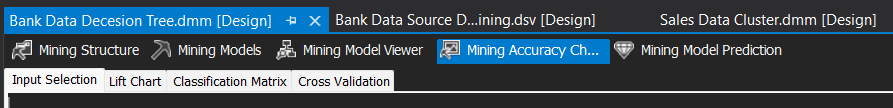 Bank Data Decesion Tree.dmm [Design] Bank Data Source D...ining.dsv [Design] Sales Data Cluster.dmm [Design]
Mining Structure Mining Models Mining Model Viewer Mining Accuracy Ch... Mining Model Prediction
Input Selection Lift Chart Classification Matrix Cross Validation